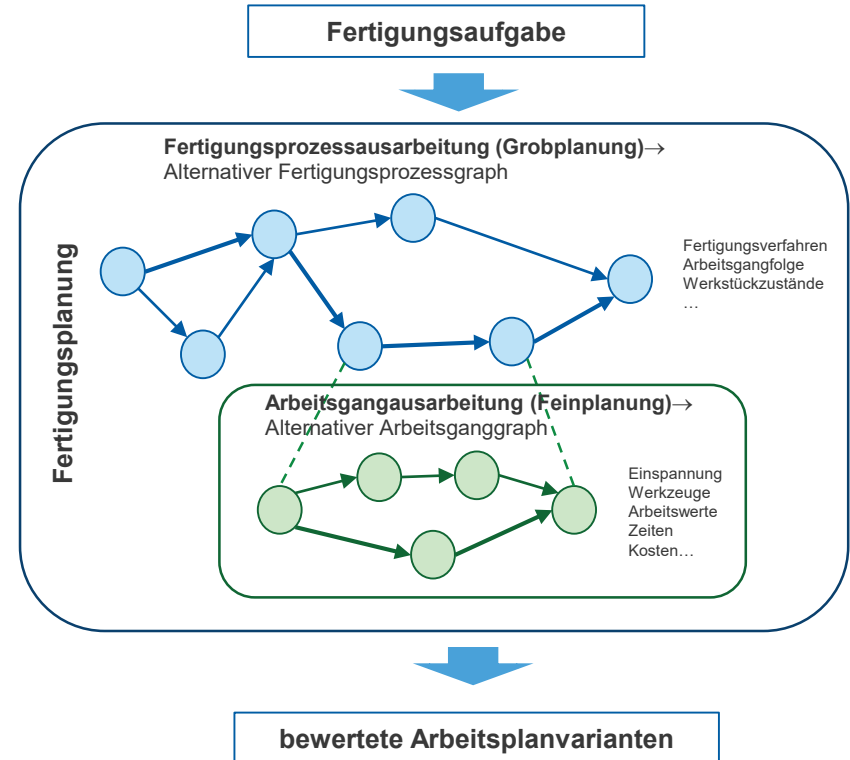 Fertigungsaufgabe
Fertigungsprozessausarbeitung (Grobplanung)→
Alternativer Fertigungsprozessgraph
Fertigungsplanung
Fertigungsverfahren
Arbeitsgangfolge
Werkstückzustände
…
Arbeitsgangausarbeitung (Feinplanung)→
Alternativer Arbeitsganggraph
Einspannung
Werkzeuge
Arbeitswerte
Zeiten
Kosten…
bewertete Arbeitsplanvarianten